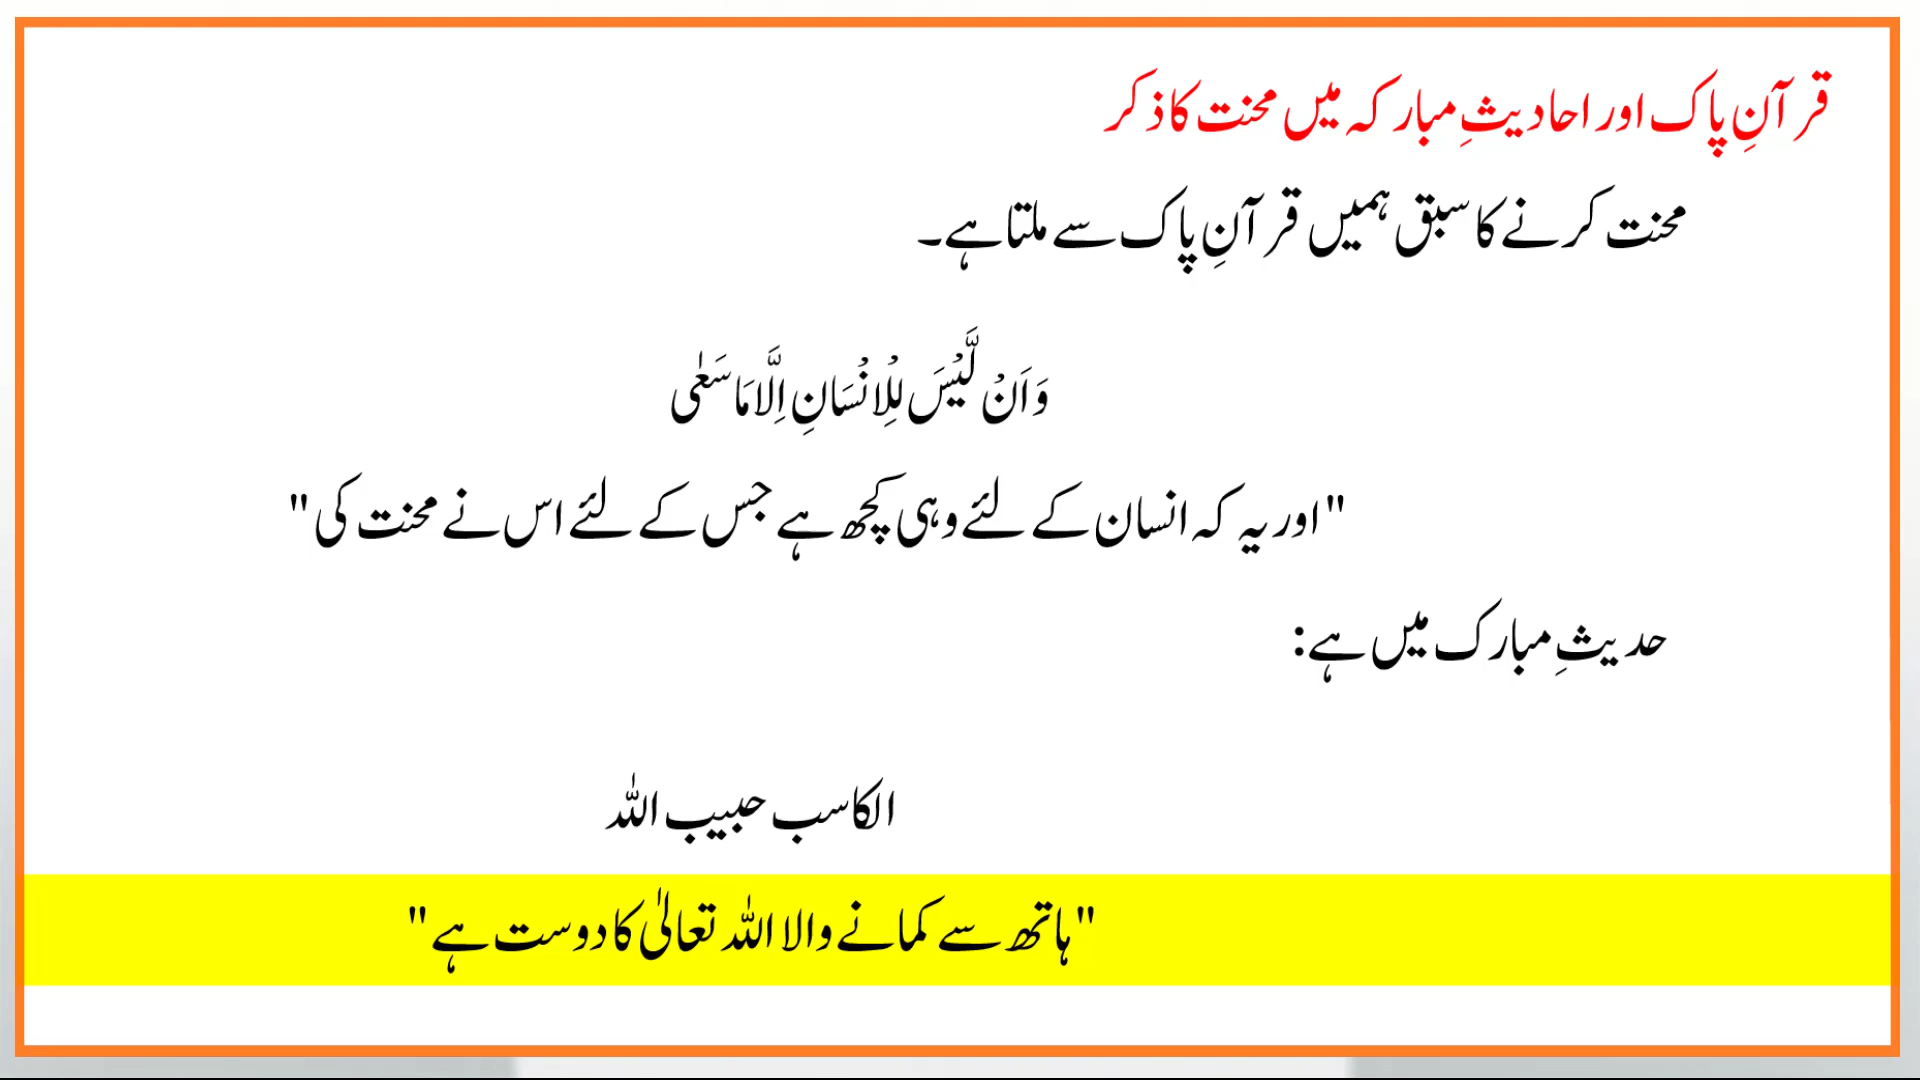 قرآنِ پاک اور احادیثِ مبارکہ میں محنت کا ذکر
محنت کرنے کا سبق ہمیں قرآنِ پاک سے ملتا ہے۔
وَ اَنْ لَّیْسَ لِلْاِنْسَانِ اِلَّا مَا سَعٰی
"اور یہ کہ انسان کے لئے وہی کچھ ہے جس کے لئے اس نے محنت کی"
حدیثِ مبارک میں ہے:
الکاسب حبیب اللہ
"ہاتھ سے کمانے والا اللہ تعالیٰ کا دوست ہے"